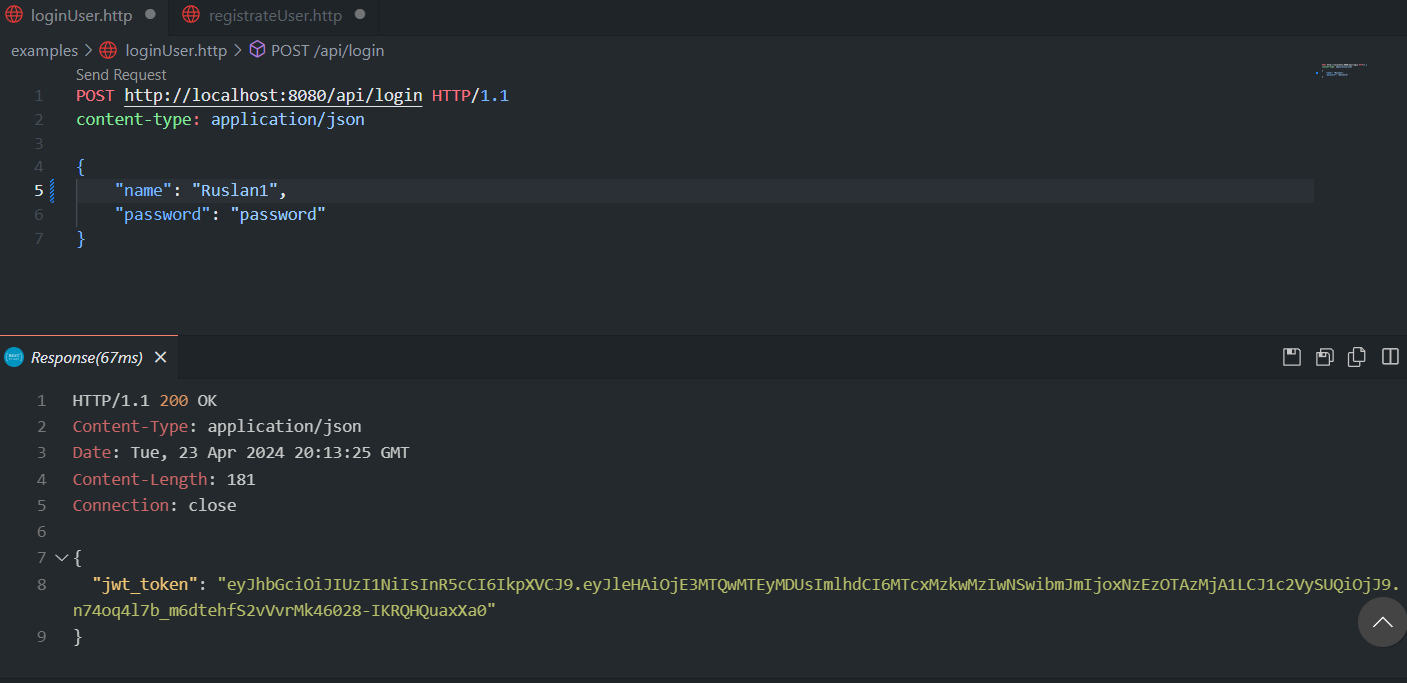 loginUser.http
registrateUser.http
examples > loginUser.http > POST /api/login
Send Request
1 POST http://localhost:8080/api/login HTTP/1.1
2 content-type: application/json
3
4 {
5 "name": "Ruslan1",
6 "password": "password"
7 }
Response(67ms)
1 HTTP/1.1 200 OK
2 Content-Type: application/json
3 Date: Tue, 23 Apr 2024 20:13:25 GMT
4 Content-Length: 181
5 Connection: close
6
7 {
8 "jwt_token": "eyJhbGciOiJIUzI1NiIsInR5cCI6IkpXVCJ9.eyJleHAiOjE3MTQwMTEyMDUsImlhdCI6MTcxMzkwMzIwNSwibmJmIjoxNzEzOTAzMjA1LCJ1c2VySUQiOjJ9.
n74oq4l7b_m6dtehfS2vVvrMk46028-IKRQHQuaxXa0"
9 }